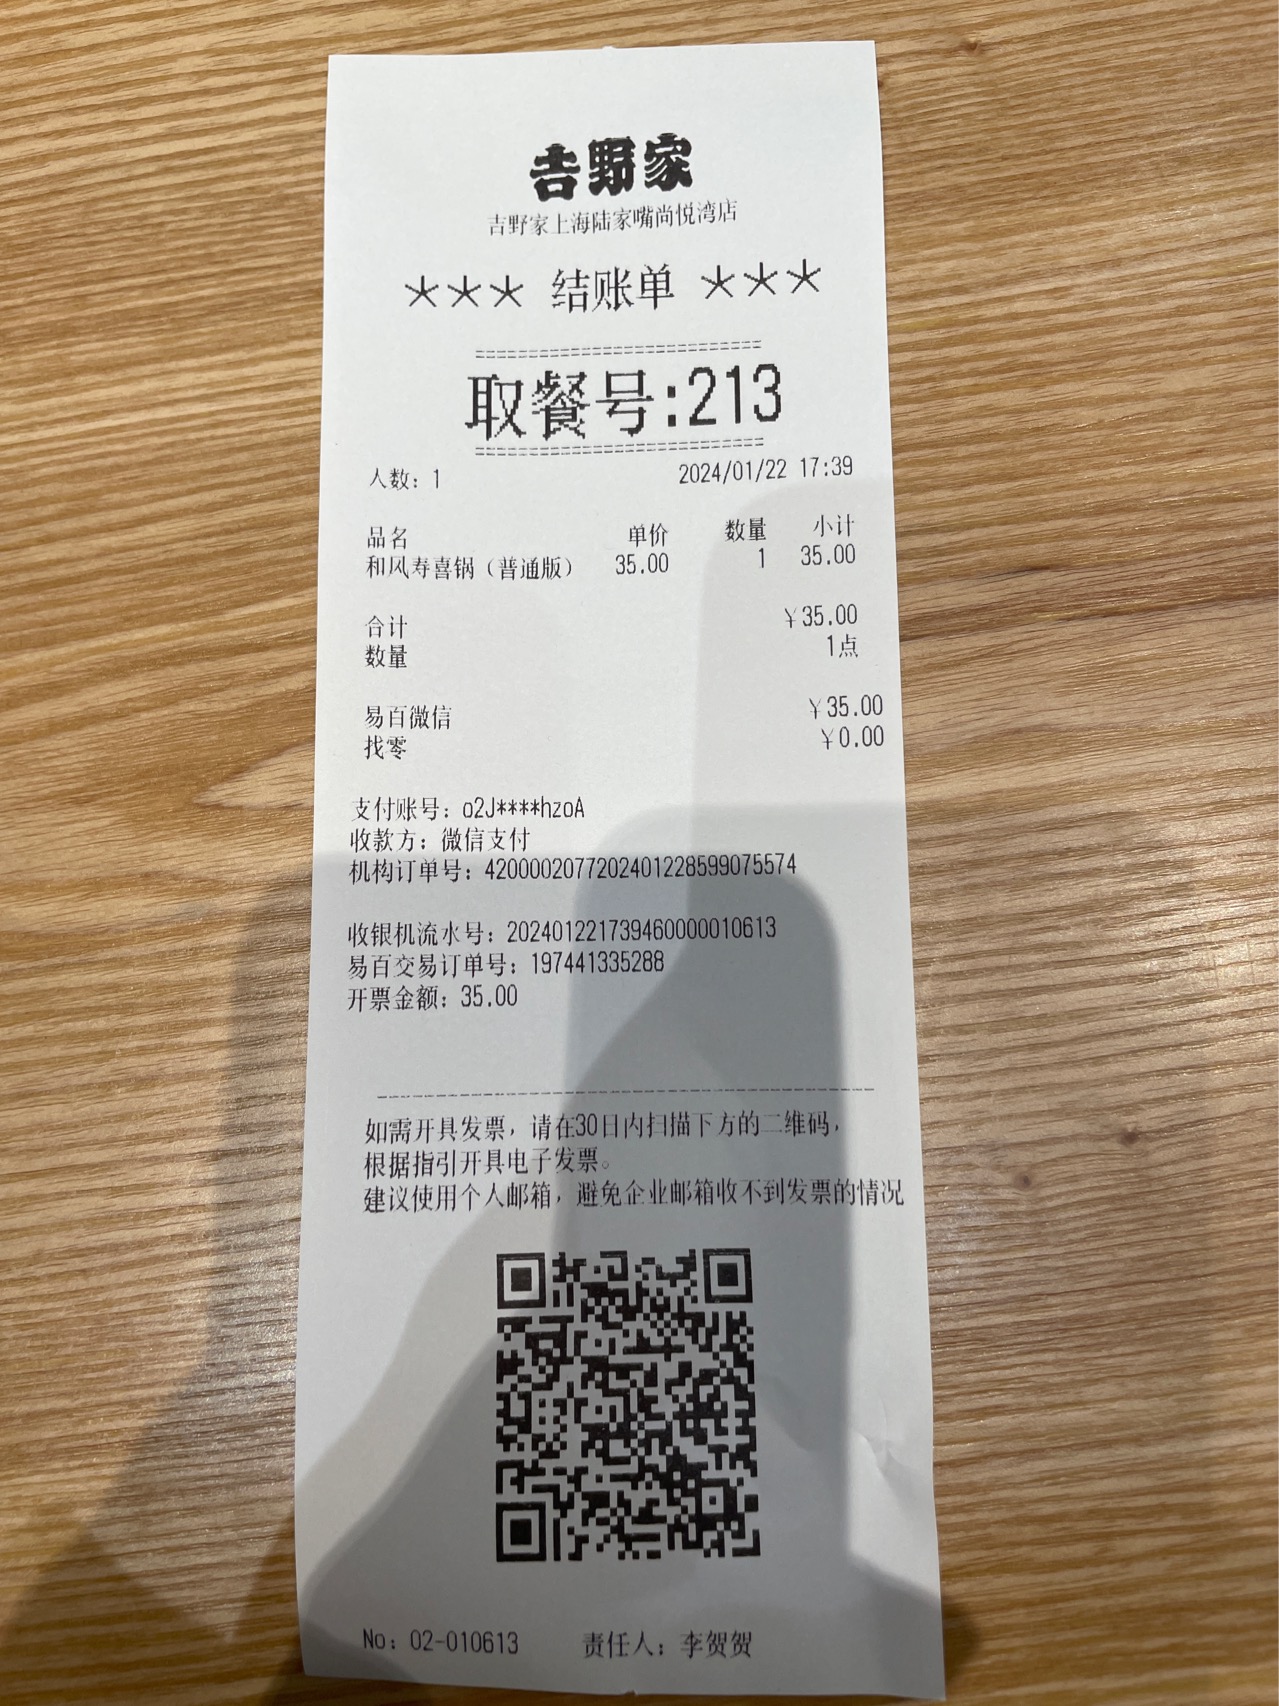 吉野家
吉野家上海陆家嘴尚悦湾店
*** 结账单 ***
==========================
取餐号:213
==========================
人数: 1 2024/01/22 17:39
品名 单价 数量 小计
和风寿喜锅（普通版） 35.00 1 35.00
合计 ¥35.00
数量 1点
易百微信 ¥35.00
找零 ¥0.00
支付账号: o2J****hzoA
收款方: 微信支付
机构订单号: 4200002077202401228599075574
收银机流水号: 202401221739460000010613
易百交易订单号: 197441335288
开票金额: 35.00
如需开具发票，请在30日内扫描下方的二维码，
根据指引开具电子发票。
建议使用个人邮箱，避免企业邮箱收不到发票的情况
No: 02-010613 责任人: 李贺贺